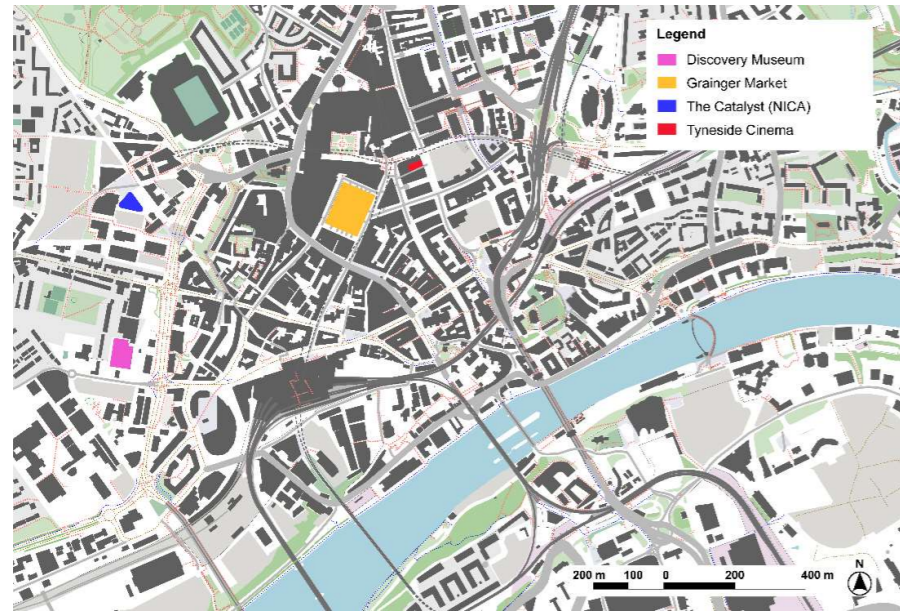 Legend
Discovery Museum
Grainger Market
The Catalyst (NICA)
Tyneside Cinema
N
200 m 100 0 200 400 m